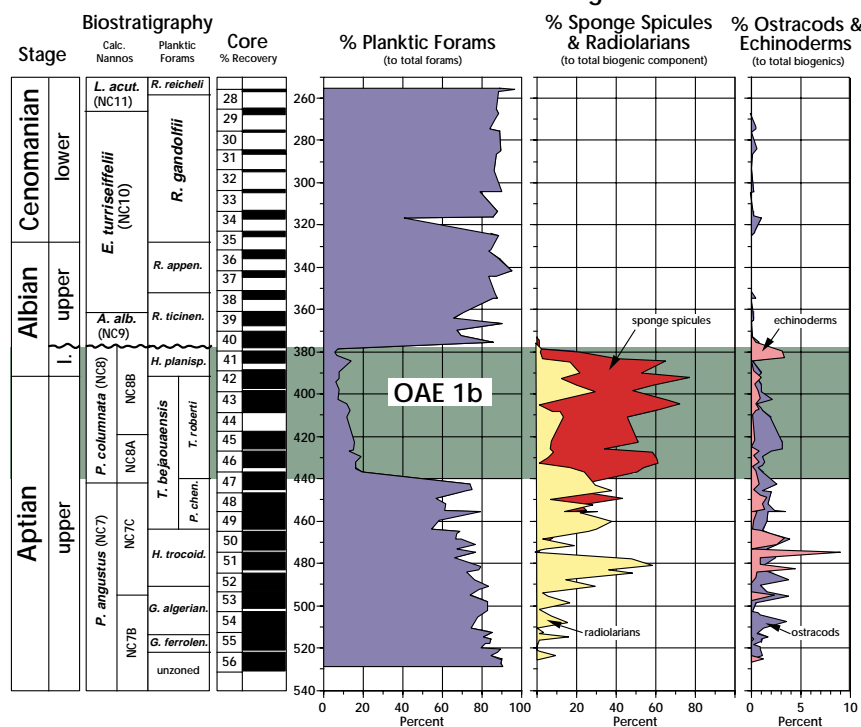 Biostratigraphy
Stage
Calc.
Nannos
Planktic
Forams
Core
% Recovery
% Planktic Forams
(to total forams)
% Sponge Spicules
& Radiolarians
(to total biogenic component)
% Ostracods &
Echinoderms
(to total biogenics)
Cenomanian
lower
Albian
upper
l.
Aptian
upper
L. acut.
(NC11)
E. turriseiffelii
(NC10)
A. alb.
(NC9)
P. columnata (NC8)
NC8B
NC8A
P. angustus (NC7)
NC7C
NC7B
R. reicheli
R. gandolfii
R. appen.
R. ticinen.
H. planisp.
T. bejaouaensis
T. roberti
P. chen.
H. trocoid.
G. algerian.
G. ferrolen.
unzoned
28
29
30
31
32
33
34
35
36
37
38
39
40
41
42
43
44
45
46
47
48
49
50
51
52
53
54
55
56
260
280
300
320
340
360
380
400
420
440
460
480
500
520
540
OAE 1b
sponge spicules
echinoderms
radiolarians
ostracods
0 20 40 60 80 100
Percent
0 20 40 60 80
Percent
0 10
Percent